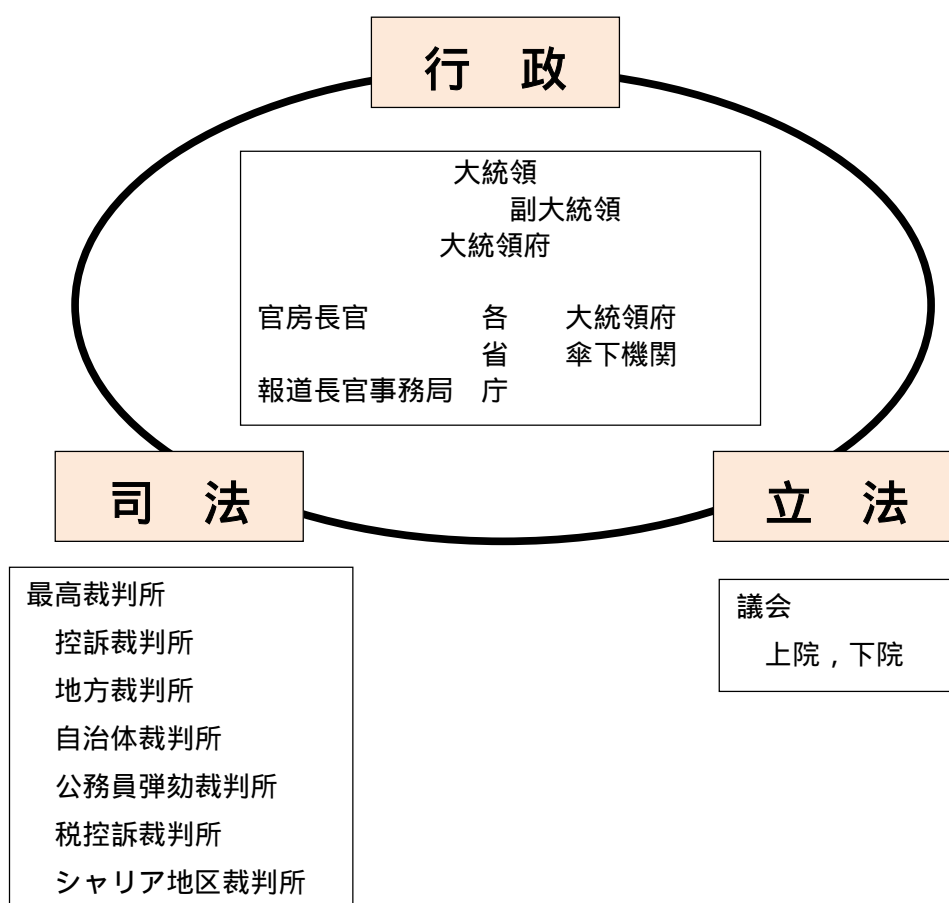 行　政
大統領
副大統領
大統領府
官房長官　各　大統領府
省　傘下機関
報道長官事務局　庁
司　法
立　法
最高裁判所
控訴裁判所
地方裁判所
自治体裁判所
公務員弾劾裁判所
税控訴裁判所
シャリア地区裁判所
議会
上院，下院